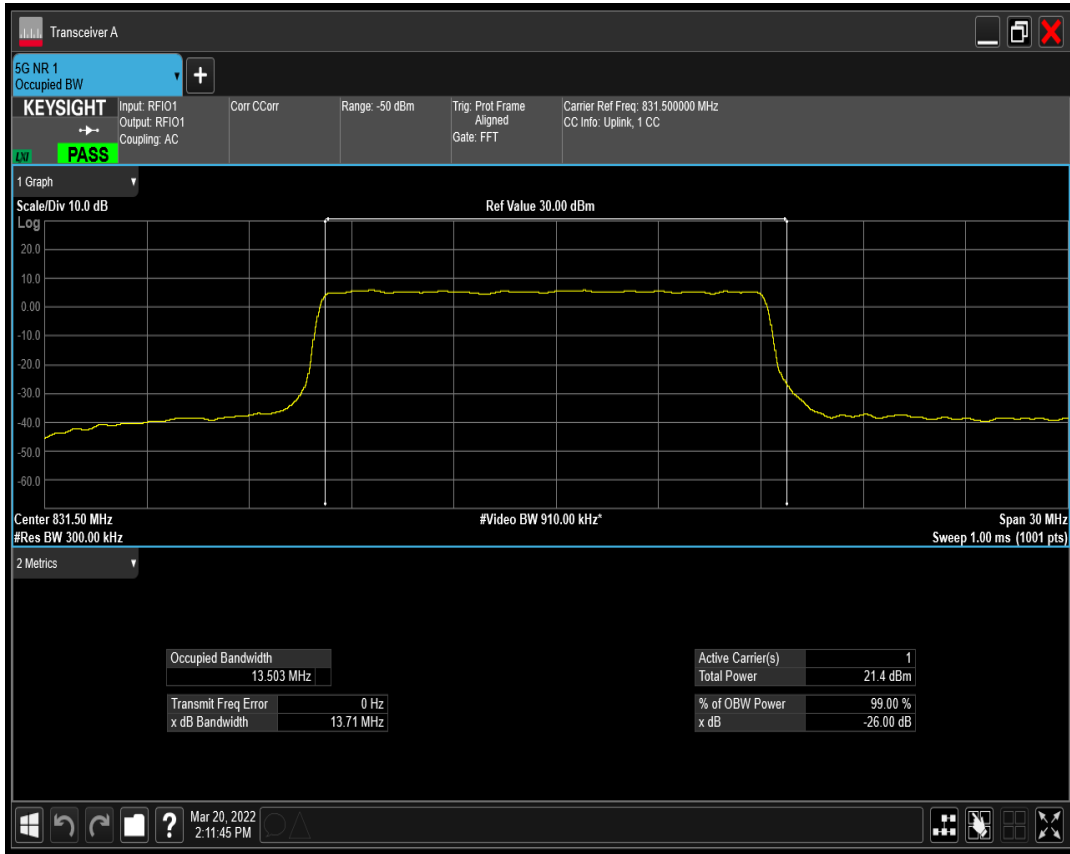 Transceiver A
5G NR 1
Occupied BW
+
KEYSIGHT
LXI
PASS
Input: RFIO1
Output: RFIO1
Coupling: AC
Corr CCorr
Range: -50 dBm
Trig: Prot Frame
Aligned
Gate: FFT
Carrier Ref Freq: 831.500000 MHz
CC Info: Uplink, 1 CC
1 Graph
Scale/Div 10.0 dB
Ref Value 30.00 dBm
Log
20.0
10.0
0.00
-10.0
-20.0
-30.0
-40.0
-50.0
-60.0
Center 831.50 MHz
#Video BW 910.00 kHz*
Span 30 MHz
#Res BW 300.00 kHz
Sweep 1.00 ms (1001 pts)
2 Metrics
Occupied Bandwidth
13.503 MHz
Transmit Freq Error 0 Hz
x dB Bandwidth 13.71 MHz
Active Carrier(s) 1
Total Power 21.4 dBm
% of OBW Power 99.00 %
x dB -26.00 dB
?
Mar 20, 2022
2:11:45 PM